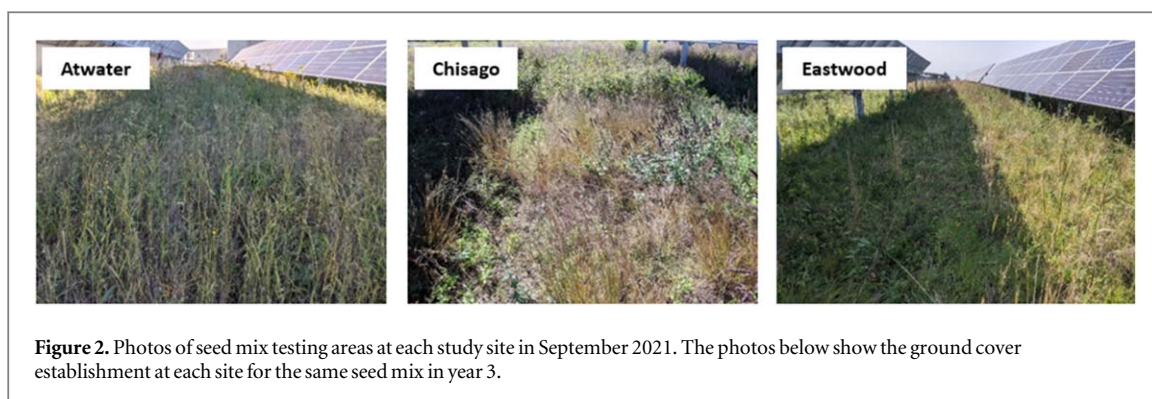 Atwater
Chisago
Eastwood
Figure 2. Photos of seed mix testing areas at each study site in September 2021. The photos below show the ground cover
establishment at each site for the same seed mix in year 3.